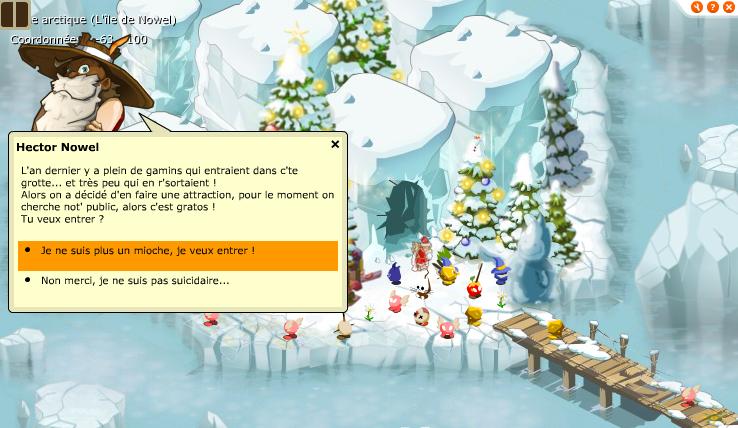 e arctique (L'île de Nowel)
Coordonnée -63 100
Hector Nowel
L'an dernier y a plein de gamins qui entraient dans c'te
grotte... et très peu qui en r'sortaient !
Alors on a décidé d'en faire une attraction, pour le moment on
cherche not' public, alors c'est gratos !
Tu veux entrer ?
Je ne suis plus un mioche, je veux entrer !
Non merci, je ne suis pas suicidaire...